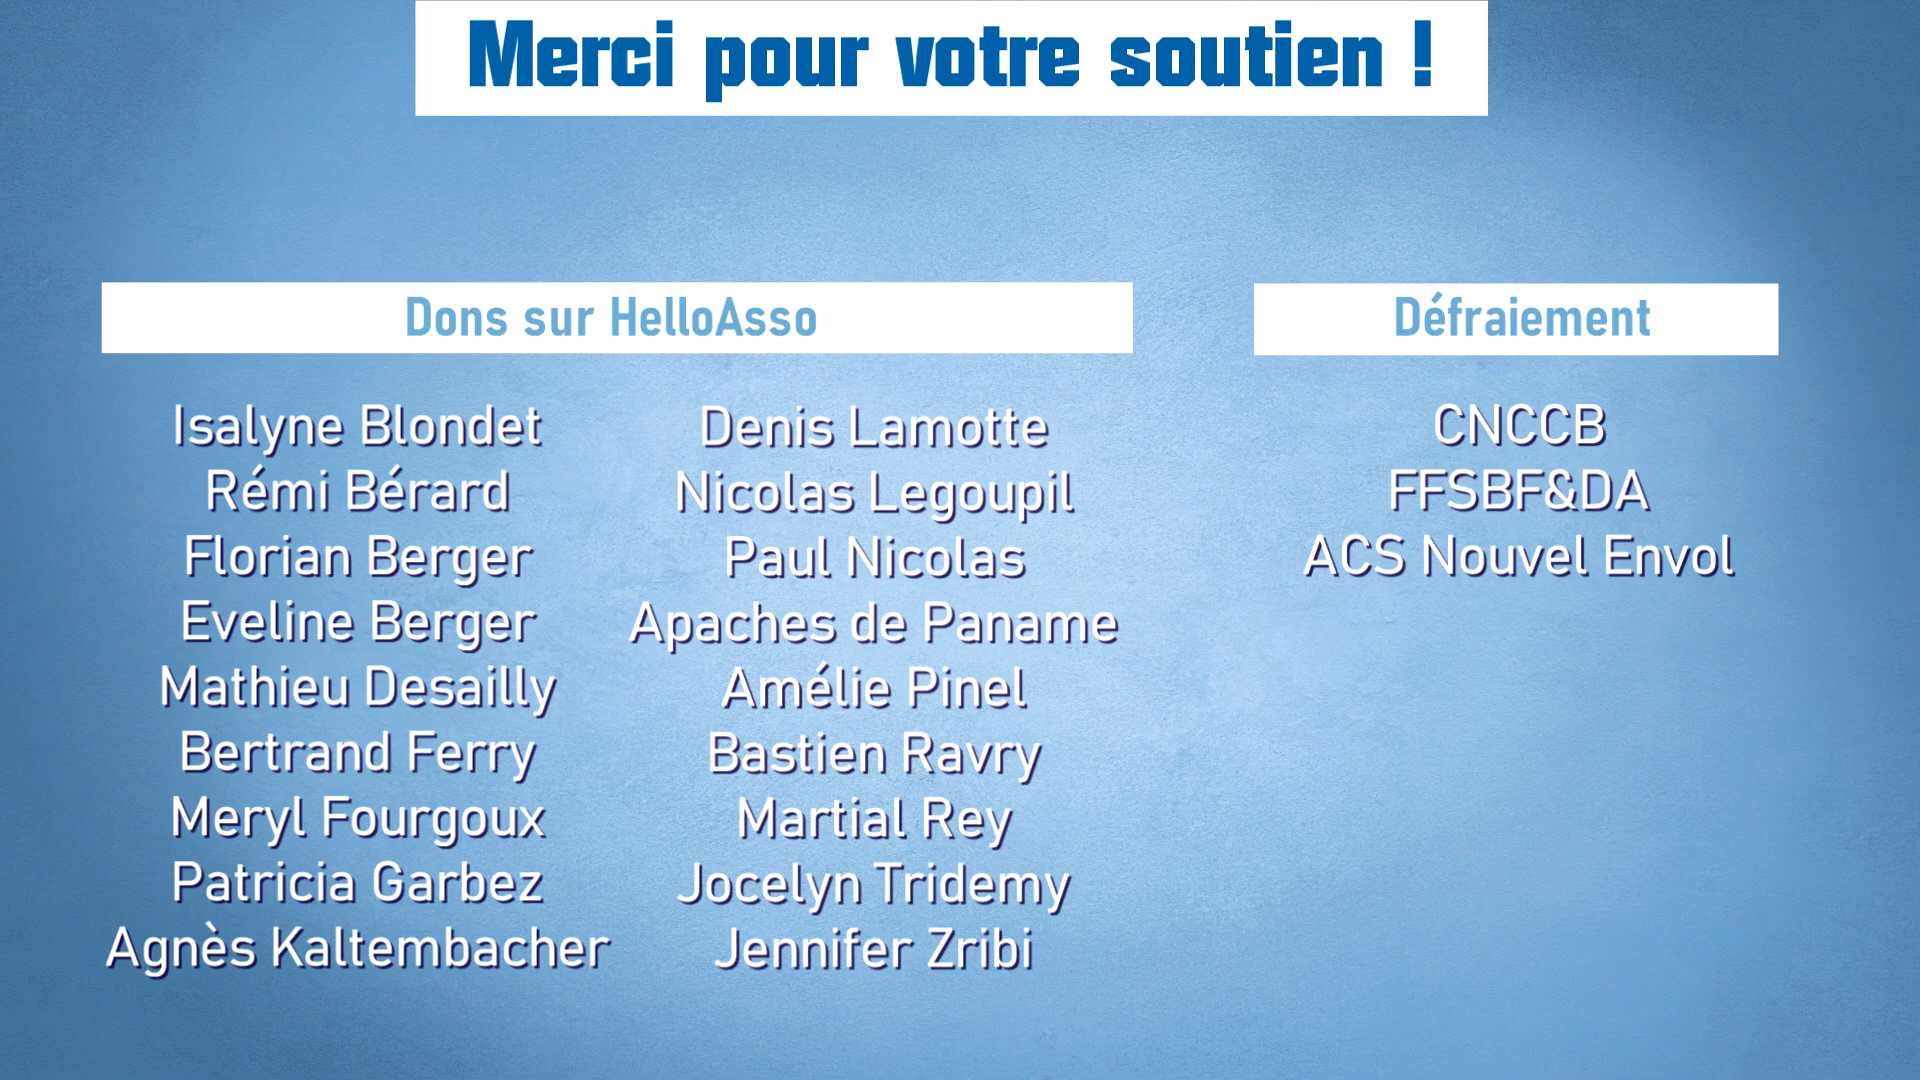 Merci pour votre soutien !
Dons sur HelloAsso
Isalyne Blondet
Rémi Bérard
Florian Berger
Eveline Berger
Mathieu Desailly
Bertrand Ferry
Meryl Fourgoux
Patricia Garbez
Agnès Kaltembacher
Denis Lamotte
Nicolas Legoupil
Paul Nicolas
Apaches de Paname
Amélie Pinel
Bastien Ravry
Martial Rey
Jocelyn Tridemy
Jennifer Zribi
Défraiement
CNCCB
FFSBF&DA
ACS Nouvel Envol